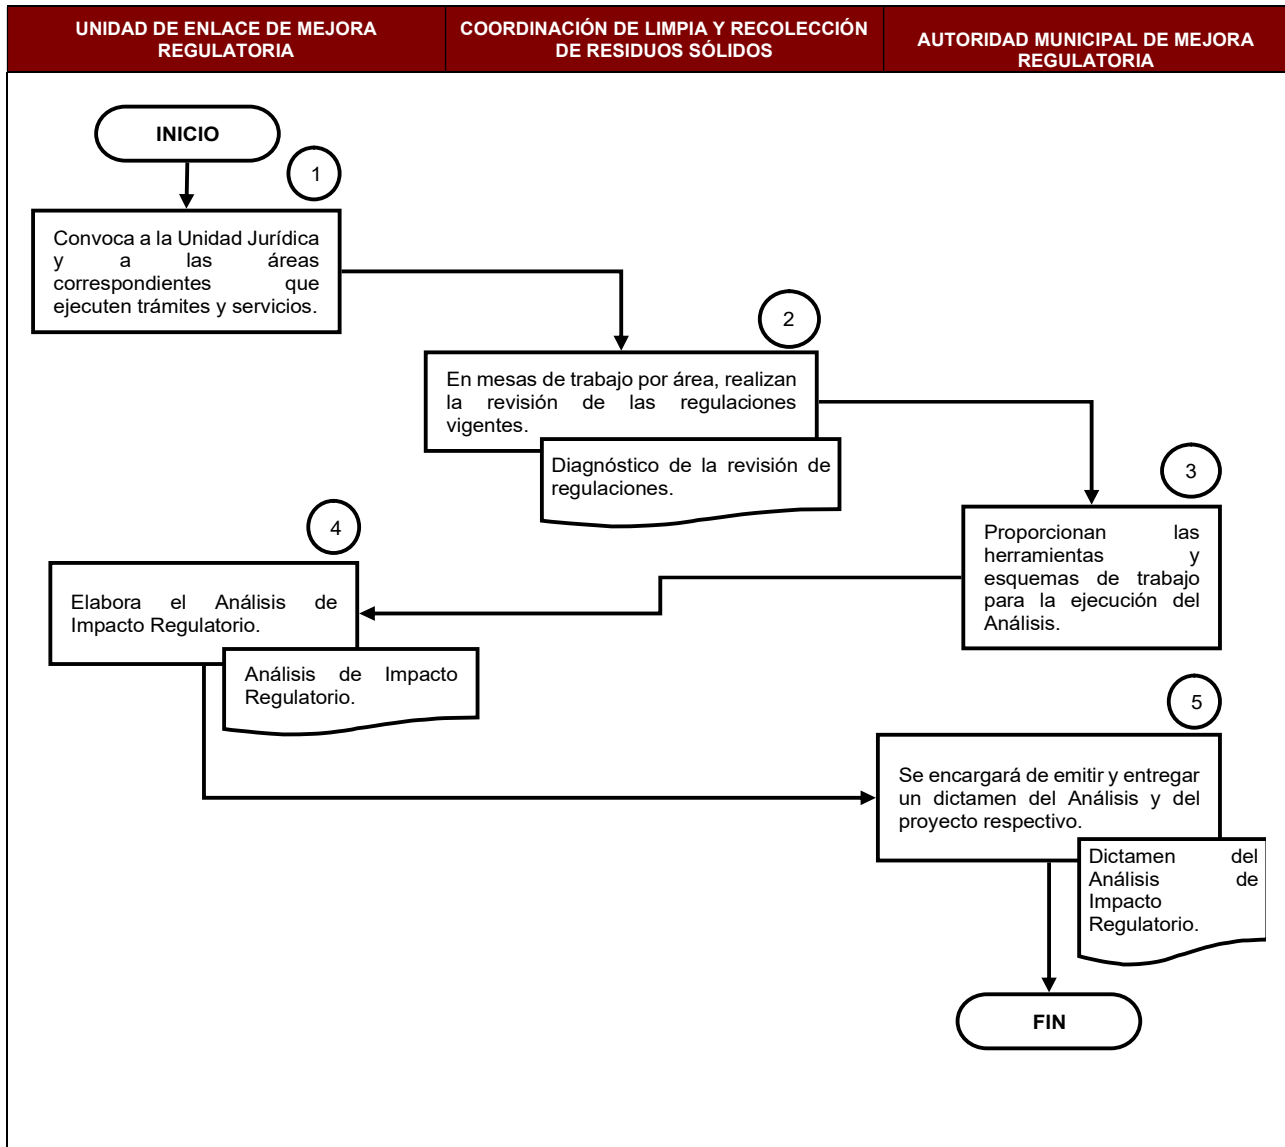 UNIDAD DE ENLACE DE MEJORA
REGULATORIA
COORDINACIÓN DE LIMPIA Y RECOLECCIÓN
DE RESIDUOS SÓLIDOS
AUTORIDAD MUNICIPAL DE MEJORA
REGULATORIA
INICIO
1
Convoca a la Unidad Jurídica
y a las áreas
correspondientes que
ejecuten trámites y servicios.
2
En mesas de trabajo por área, realizan
la revisión de las regulaciones
vigentes.
Diagnóstico de la revisión de
regulaciones.
3
Proporcionan las
herramientas y
esquemas de trabajo
para la ejecución del
Análisis.
4
Elabora el Análisis de
Impacto Regulatorio.
Análisis de Impacto
Regulatorio.
5
Se encargará de emitir y entregar
un dictamen del Análisis y del
proyecto respectivo.
Dictamen del
Análisis de
Impacto
Regulatorio.
FIN